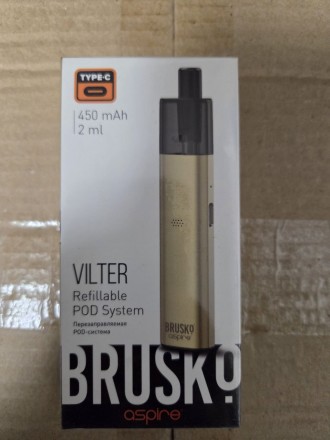 TYPE-C
450 mAh
2 ml
VILTER
Refillable
POD System
Перезаправляемая
POD-система
BRUSKO
aspire
BRUSKO
aspire